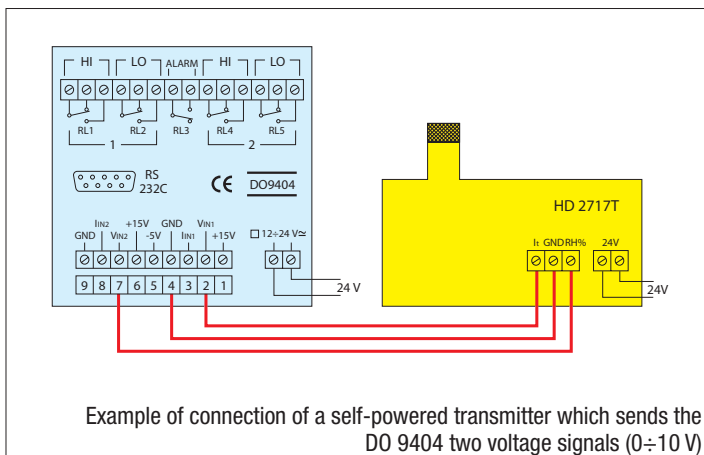 HI LO ALARM HI LO
RL1 RL2 RL3 RL4 RL5
1 2
RS
232C
CE DO9404
HD 2717T
IIN2 +15V GND VIN1
GND VIN2 -5V IIN1 +15V
12÷24 V≃
It GND RH% 24V
9 8 7 6 5 4 3 2 1
24 V
24V
Example of connection of a self-powered transmitter which sends the
DO 9404 two voltage signals (0÷10 V)